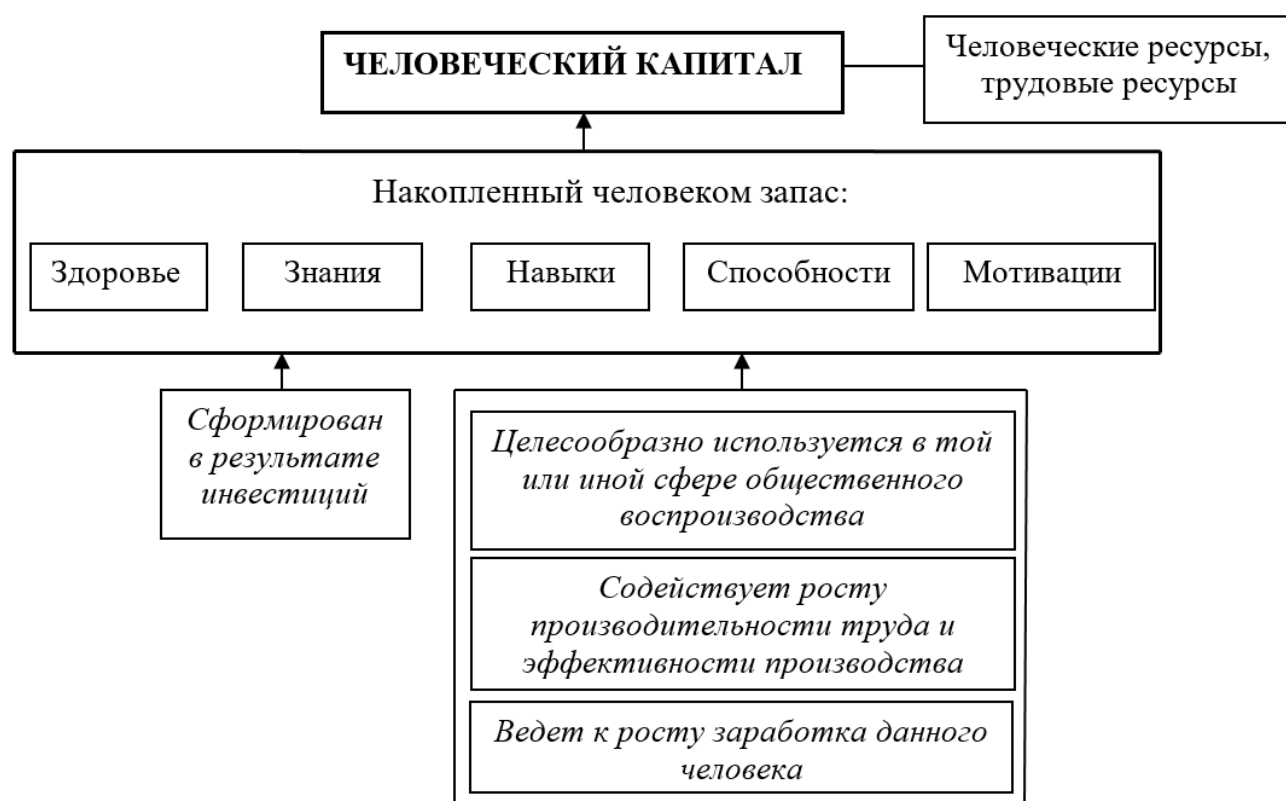 ЧЕЛОВЕЧЕСКИЙ КАПИТАЛ
Человеческие ресурсы,
трудовые ресурсы
Накопленный человеком запас:
Здоровье
Знания
Навыки
Способности
Мотивации
Сформирован
в результате
инвестиций
Целесообразно используется в той
или иной сфере общественного
воспроизводства
Содействует росту
производительности труда и
эффективности производства
Ведет к росту заработка данного
человека